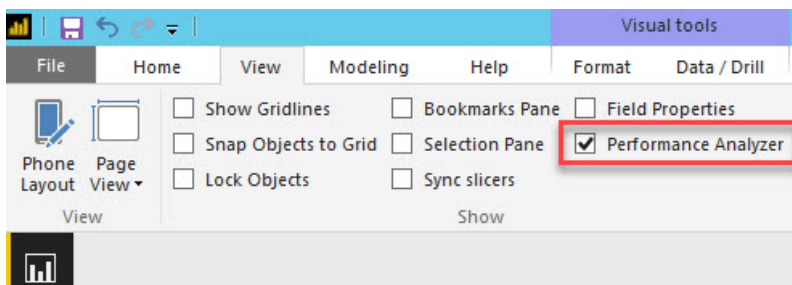 Visual tools
File Home View Modeling Help Format Data / Drill
Show Gridlines Bookmarks Pane Field Properties
Snap Objects to Grid Selection Pane Performance Analyzer
Lock Objects Sync slicers
Phone Layout
Page View
View Show